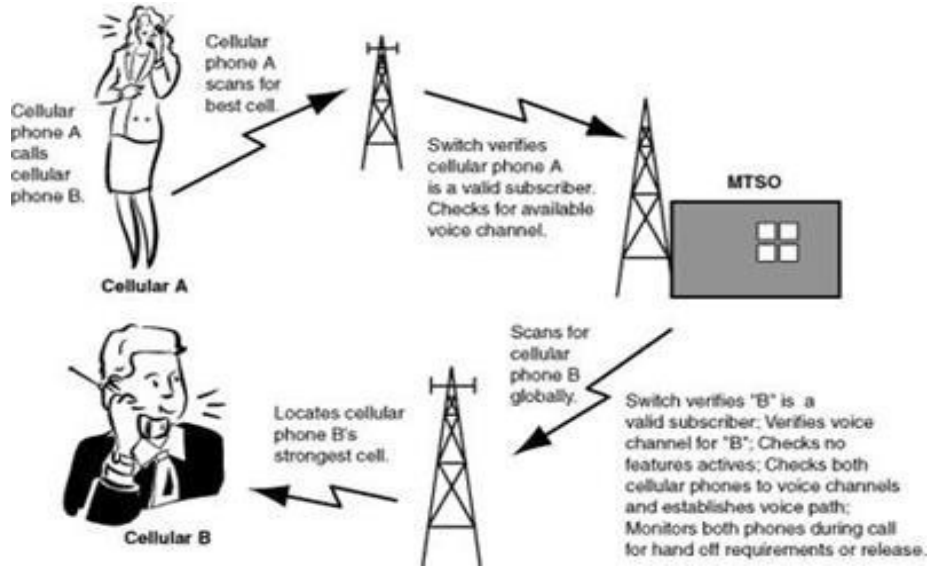 Cellular
phone A
scans for
best cell.
Cellular
phone A
calls
cellular
phone B.
Switch verifies
cellular phone A
is a valid subscriber.
Checks for available
voice channel.
MTSO
Cellular A
Scans for
cellular
phone B
globally.
Switch verifies "B" is a
valid subscriber; Verifies voice
channel for "B"; Checks no
features actives; Checks both
cellular phones to voice channels
and establishes voice path;
Monitors both phones during call
for hand off requirements or release.
Locates cellular
phone B's
strongest cell.
Cellular B